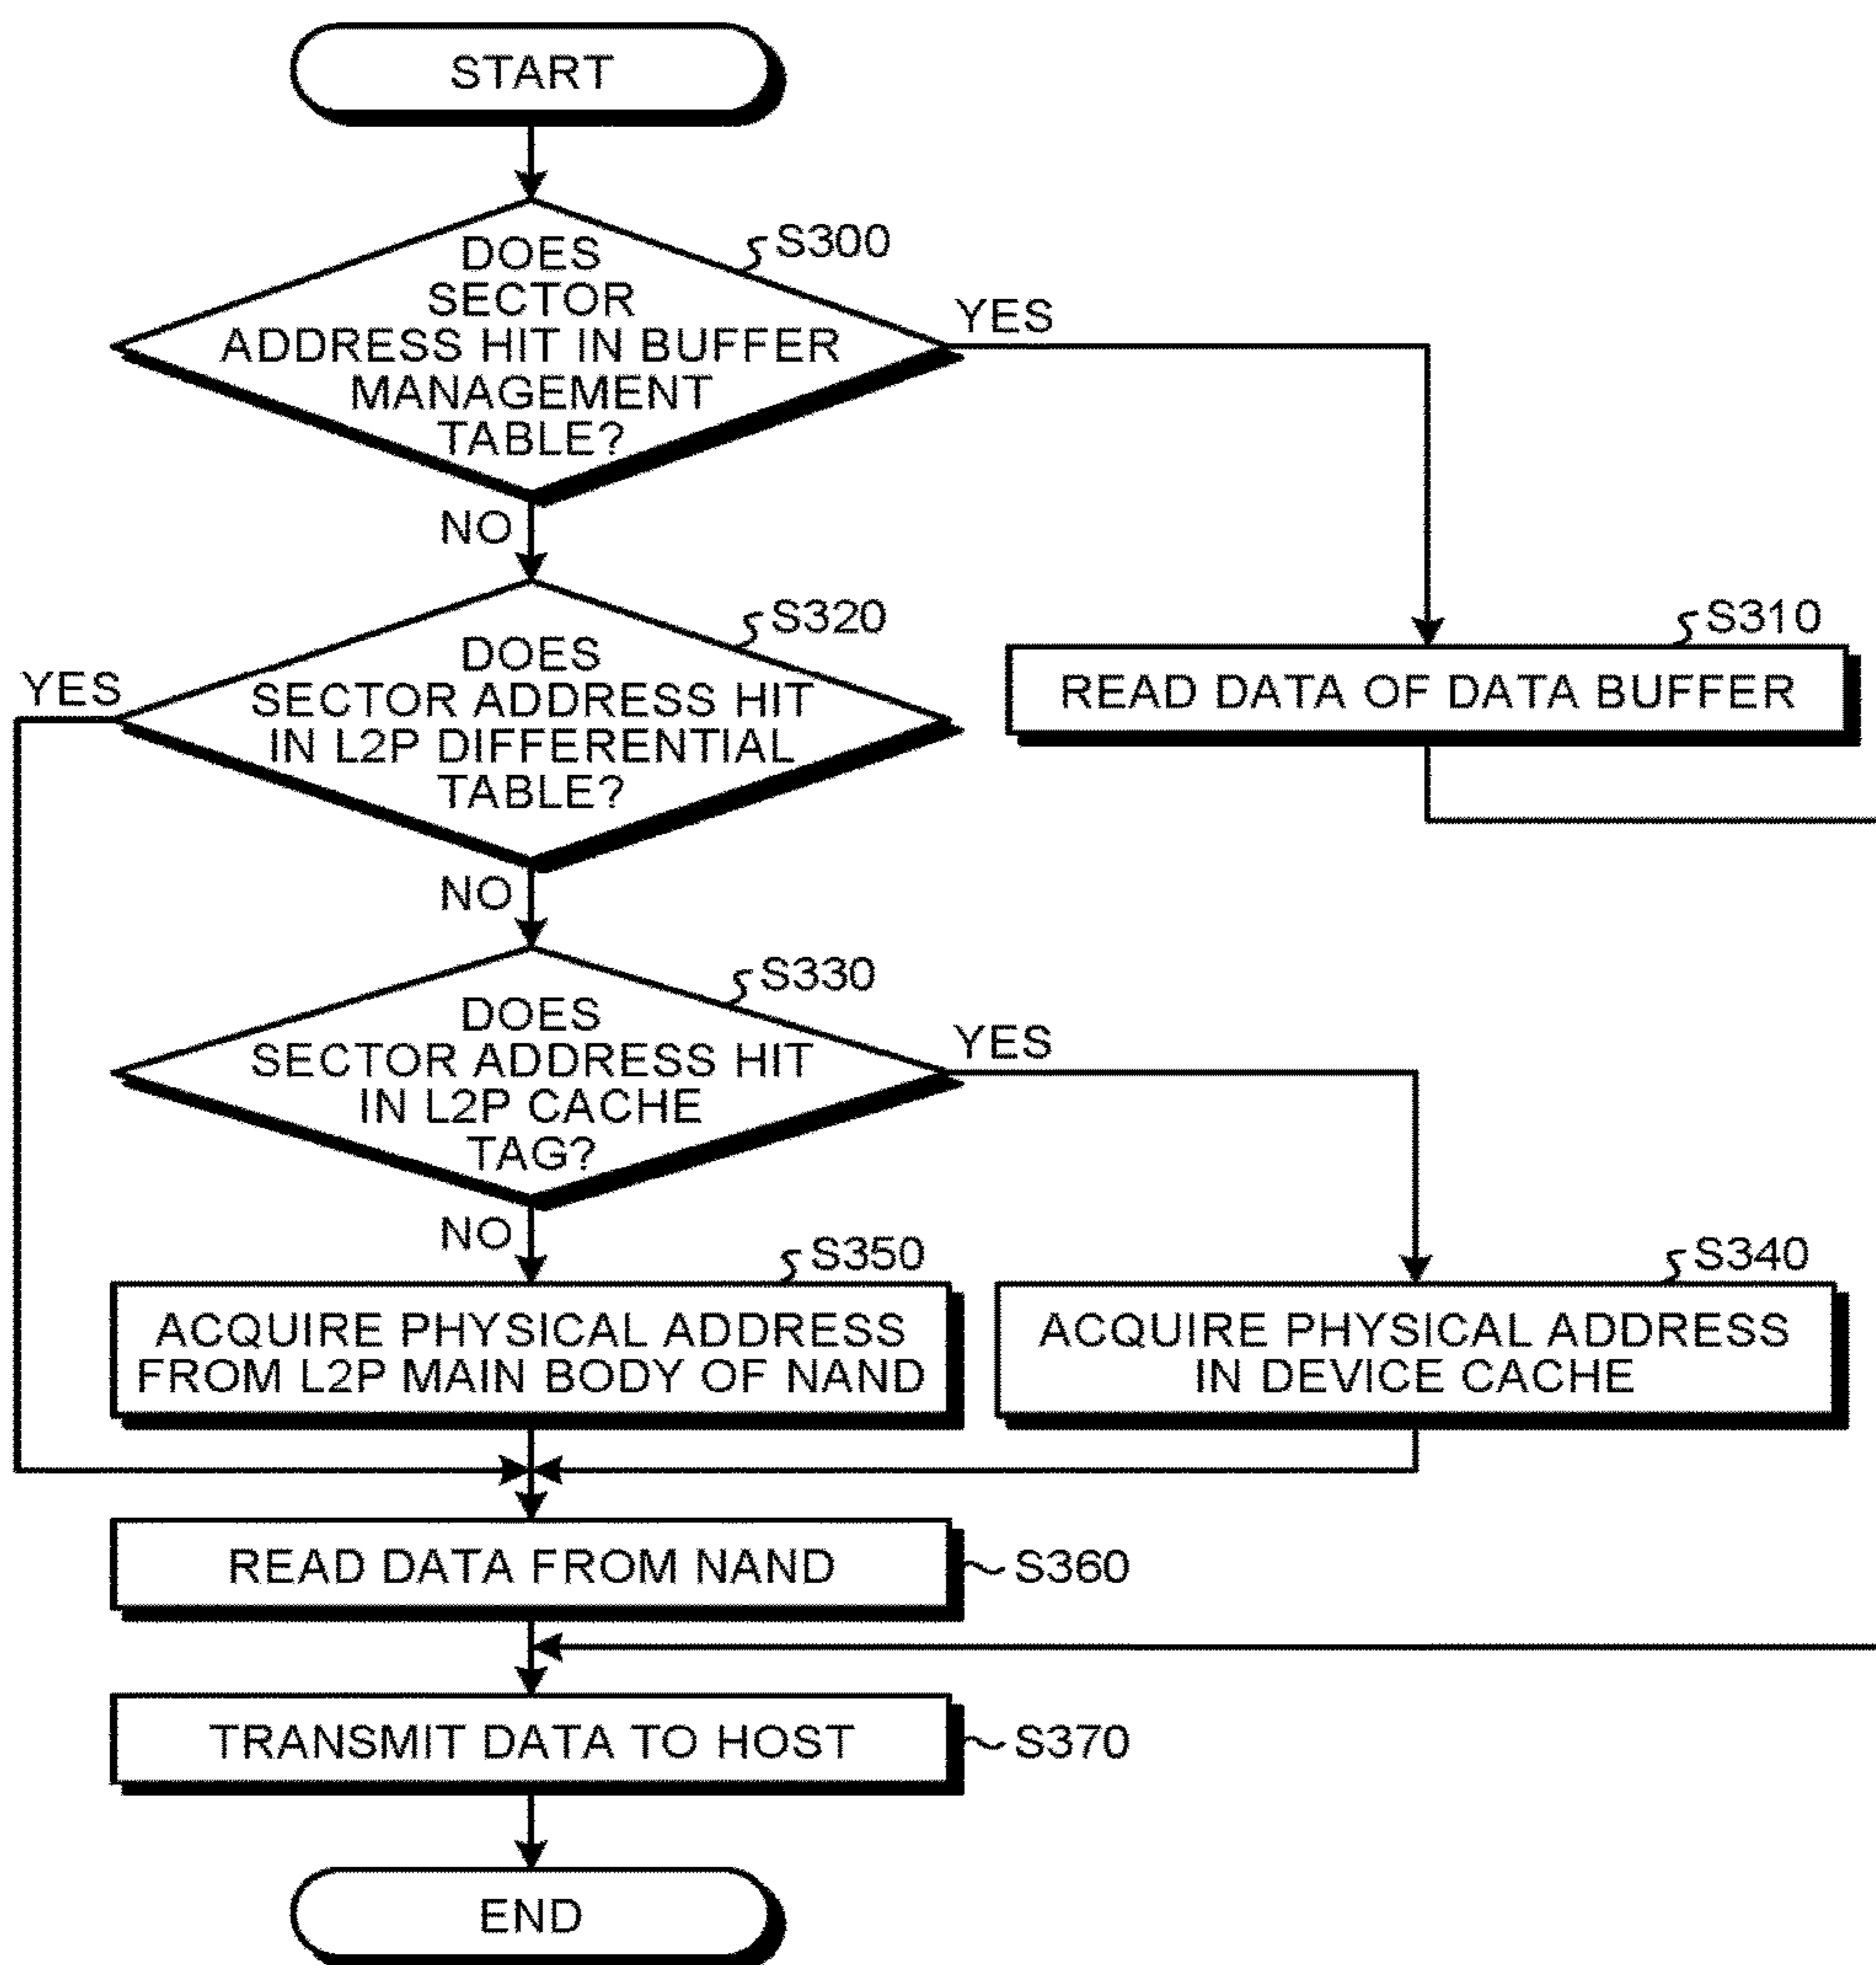 START
S300
DOES
SECTOR
ADDRESS HIT IN BUFFER
MANAGEMENT
TABLE?
YES
NO
S320
DOES
SECTOR ADDRESS HIT
IN L2P DIFFERENTIAL
TABLE?
YES
S310
READ DATA OF DATA BUFFER
NO
S330
DOES
SECTOR ADDRESS HIT
IN L2P CACHE
TAG?
YES
NO
S350
ACQUIRE PHYSICAL ADDRESS
FROM L2P MAIN BODY OF NAND
S340
ACQUIRE PHYSICAL ADDRESS
IN DEVICE CACHE
READ DATA FROM NAND
S360
TRANSMIT DATA TO HOST
S370
END